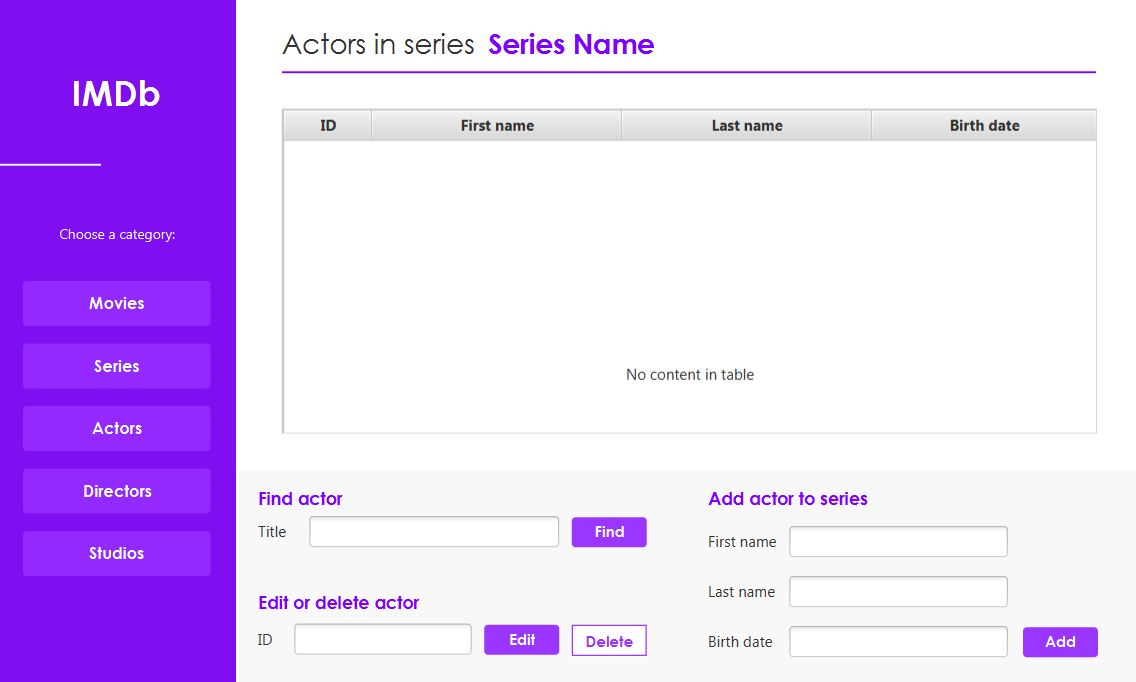 IMDb
Choose a category:
Movies
Series
Actors
Directors
Studios
Actors in series Series Name
ID First name Last name Birth date
No content in table
Find actor
Title Find
Edit or delete actor
ID Edit Delete
Add actor to series
First name
Last name
Birth date Add